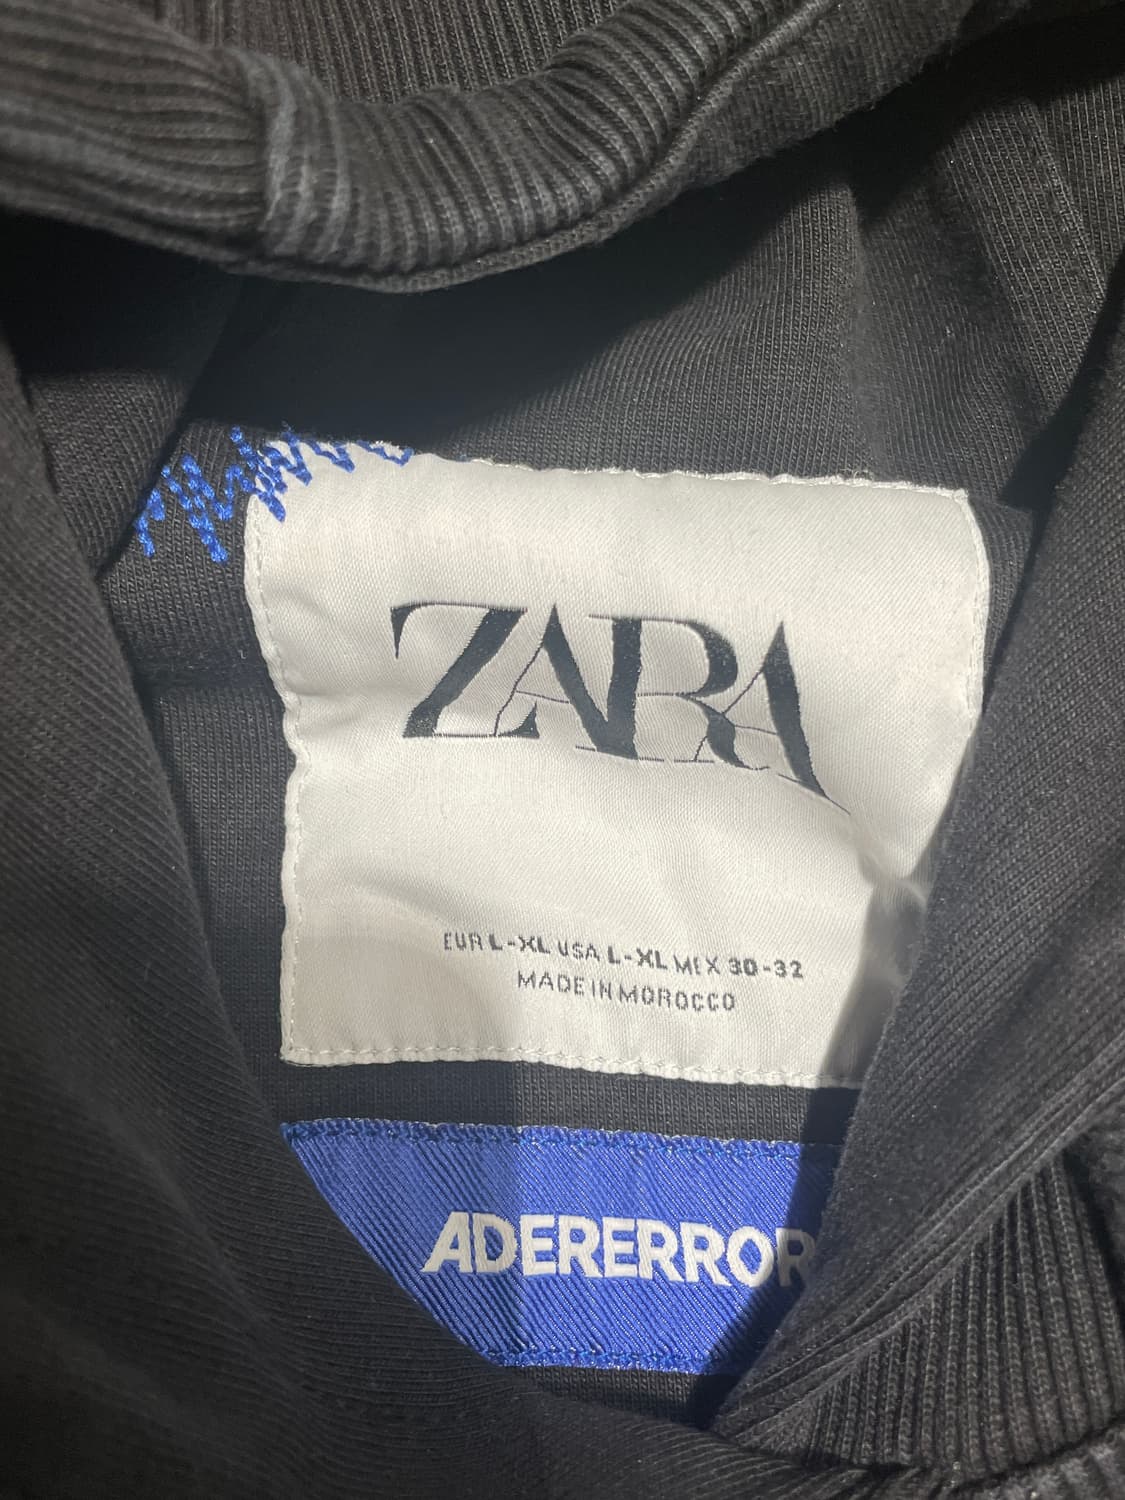 ZARA
EUR L-XL USA L-XL MEX 30-32
MADE IN MOROCCO
ADERERROR